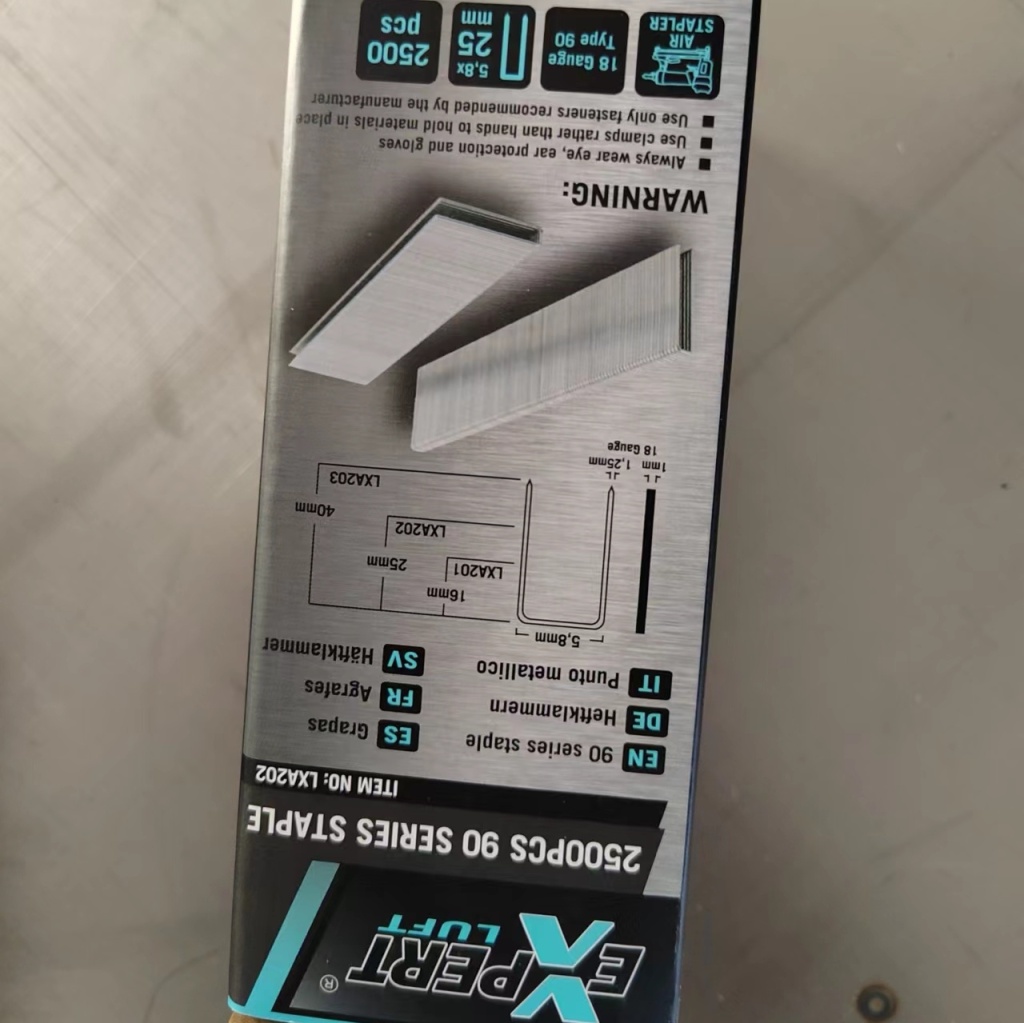 EXPERT ®
LUFT
2500PCS 90 SERIES STAPLE
ITEM NO: LXA202
EN 90 series staple
DE Heftklammern
IT Punto metallico
ES Grapas
FR Agrafes
SV Häftklammer
5,8mm
16mm
LXA201
25mm
LXA202
40mm
LXA203
1mm 1,25mm
18 Gauge
WARNING:
Always wear eye, ear protection and gloves
Use clamps rather than hands to hold materials in place
Use only fasteners recommended by the manufacturer
AIR
STAPLER
18 Gauge
Type 90
5,8x
25
mm
2500
pcs